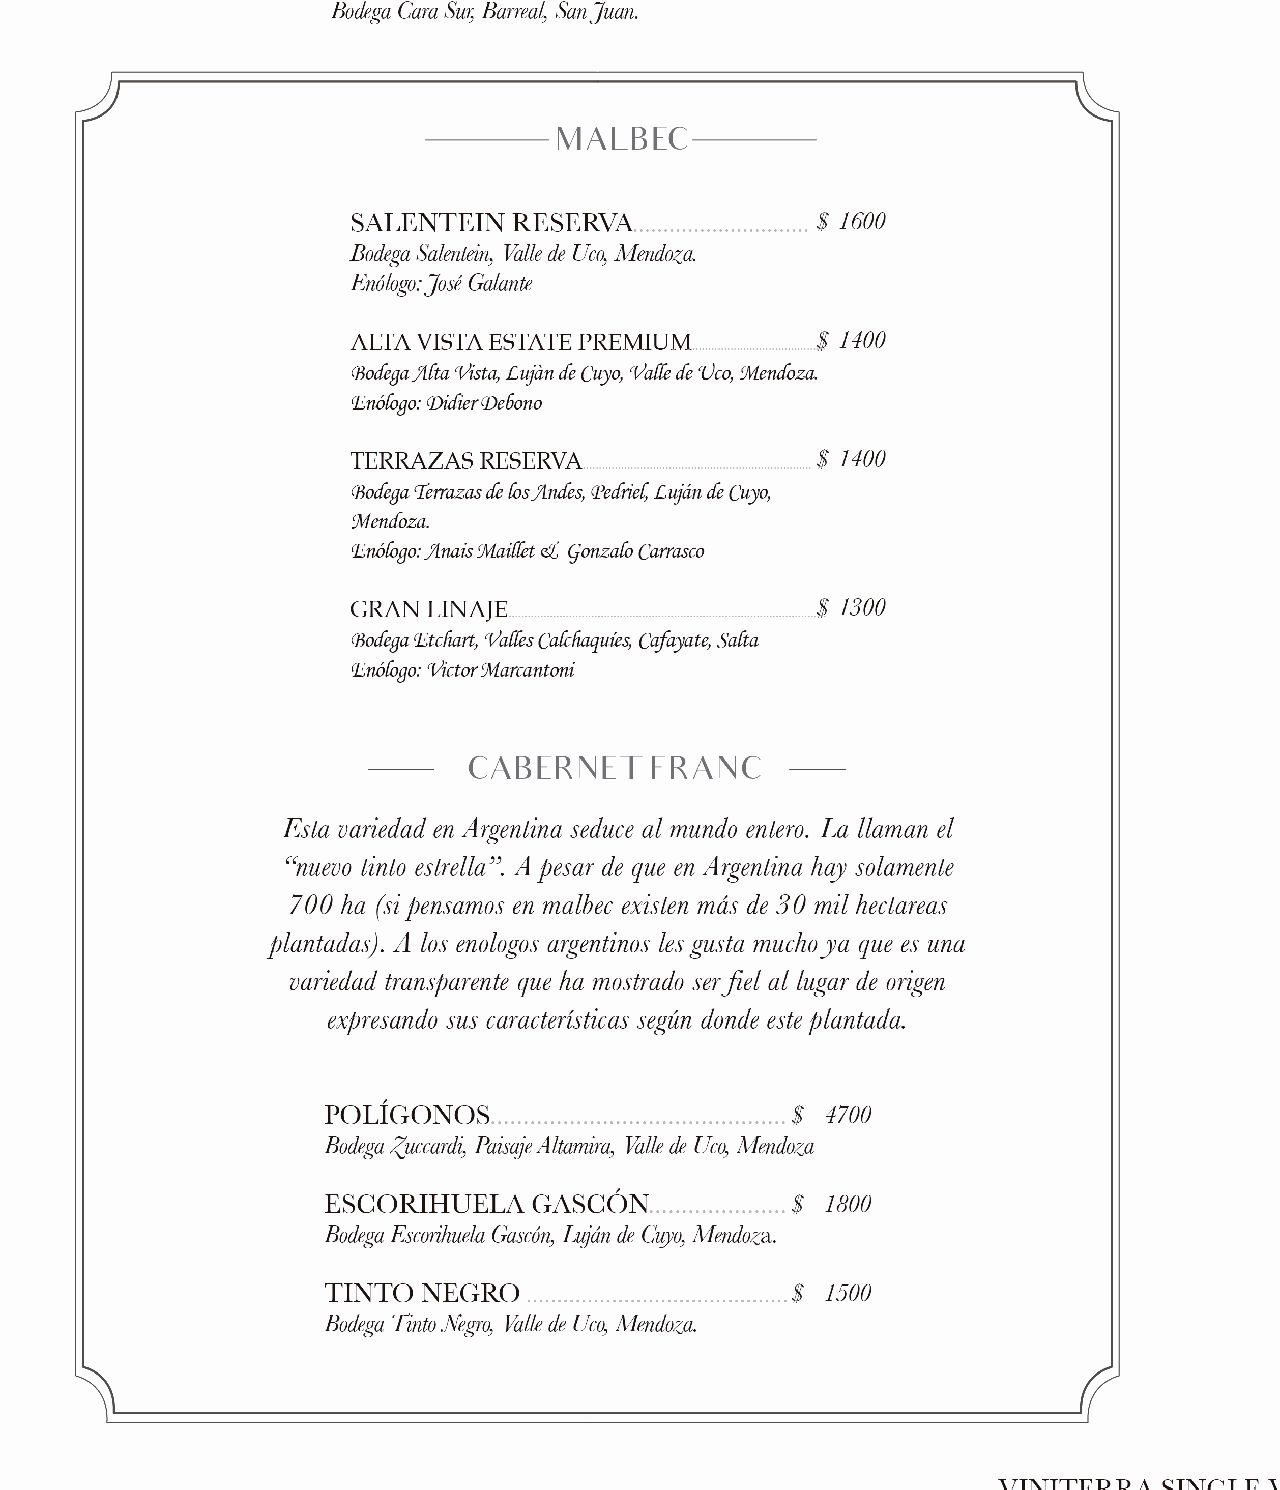 Bodega Cara Sur, Barreal, San Juan.
MALBEC
SALENTEIN RESERVA $ 1600
Bodega Salentein, Valle de Uco, Mendoza.
Enólogo: José Galante
ALTA VISTA ESTATE PREMIUM $ 1400
Bodega Alta Vista, Lujàn de Cuyo, Valle de Uco, Mendoza.
Enólogo: Didier Debono
TERRAZAS RESERVA $ 1400
Bodega Terrazas de los Andes, Pedriel, Luján de Cuyo,
Mendoza.
Enólogo: Anais Maillet & Gonzalo Carrasco
GRAN LINAJE $ 1300
Bodega Etchart, Valles Calchaquíes, Cafayate, Salta
Enólogo: Victor Marcantoni
CABERNET FRANC
Esta variedad en Argentina seduce al mundo entero. La llaman el
“nuevo tinto estrella”. A pesar de que en Argentina hay solamente
700 ha (si pensamos en malbec existen más de 30 mil hectareas
plantadas). A los enologos argentinos les gusta mucho ya que es una
variedad transparente que ha mostrado ser fiel al lugar de origen
expresando sus características según donde este plantada.
POLÍGONOS $ 4700
Bodega Zuccardi, Paisaje Altamira, Valle de Uco, Mendoza
ESCORIHUELA GASCÓN $ 1800
Bodega Escorihuela Gascón, Luján de Cuyo, Mendoza.
TINTO NEGRO $ 1500
Bodega Tinto Negro, Valle de Uco, Mendoza.
VINITERRA SINGLE V